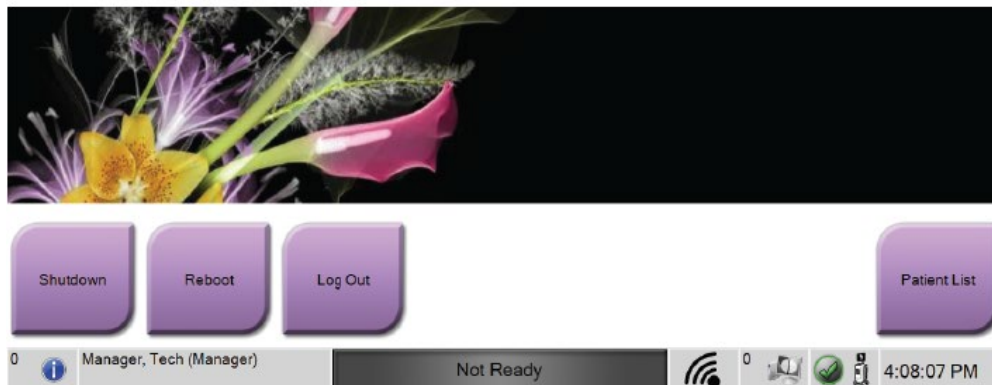 Shutdown
Reboot
Log Out
Patient List
0
Manager, Tech (Manager)
Not Ready
0
4:08:07 PM